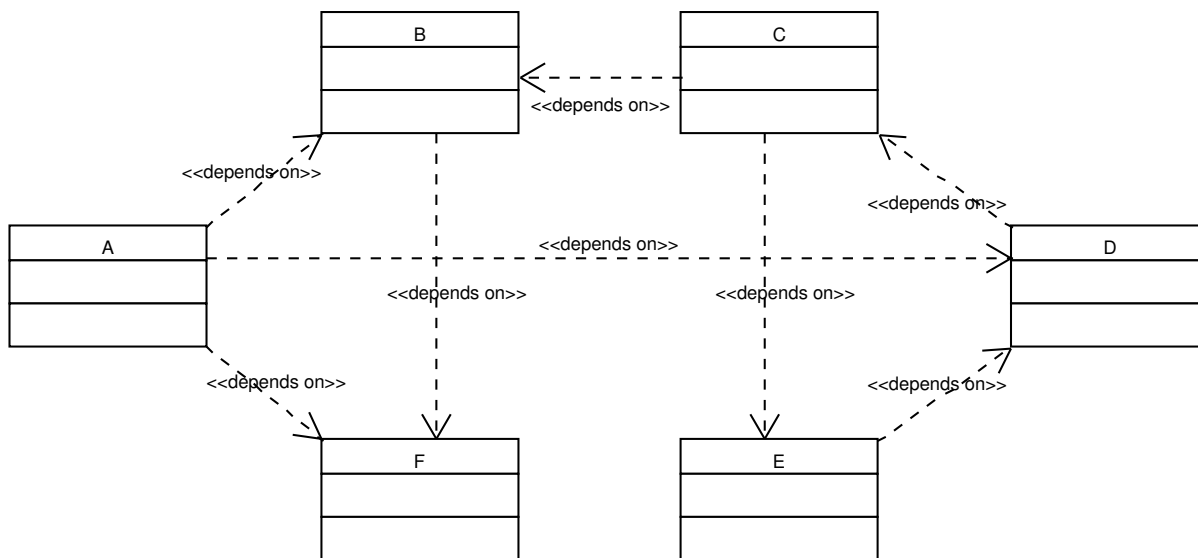 B
C
<<depends on>>
<<depends on>>
<<depends on>>
A
<<depends on>>
D
<<depends on>>
<<depends on>>
<<depends on>>
<<depends on>>
F
E